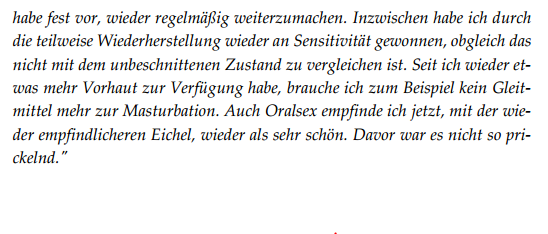 habe fest vor, wieder regelmäßig weiterzumachen. Inzwischen habe ich durch
die teilweise Wiederherstellung wieder an Sensitivität gewonnen, obgleich das
nicht mit dem unbeschnittenen Zustand zu vergleichen ist. Seit ich wieder et-
was mehr Vorhaut zur Verfügung habe, brauche ich zum Beispiel kein Gleit-
mittel mehr zur Masturbation. Auch Oralsex empfinde ich jetzt, mit der wie-
der empfindlicheren Eichel, wieder als sehr schön. Davor war es nicht so pri-
ckelnd."